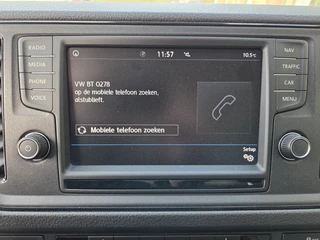 RADIO
MEDIA
PHONE
VOICE
11:57
10.5°C
VW BT 0278
op de mobiele telefoon zoeken,
alstublieft.
Mobiele telefoon zoeken
Setup
NAV
TRAFFIC
CAR
MENU